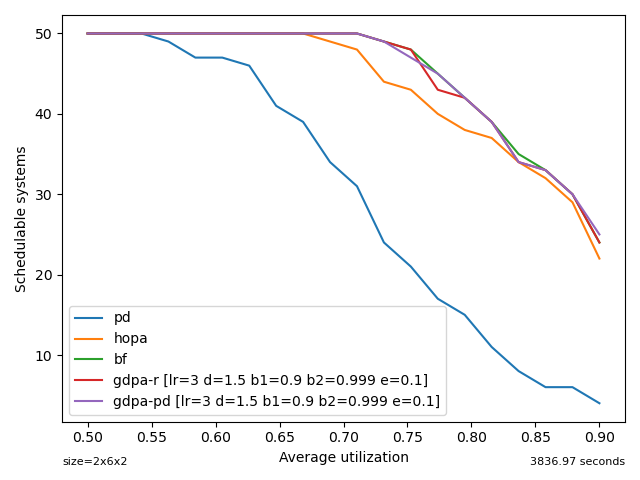 50
40
30
20
10
Schedulable systems
pd
hopa
bf
gdpa-r [lr=3 d=1.5 b1=0.9 b2=0.999 e=0.1]
gdpa-pd [lr=3 d=1.5 b1=0.9 b2=0.999 e=0.1]
0.50 0.55 0.60 0.65 0.70 0.75 0.80 0.85 0.90
Average utilization
size=2x6x2
3836.97 seconds